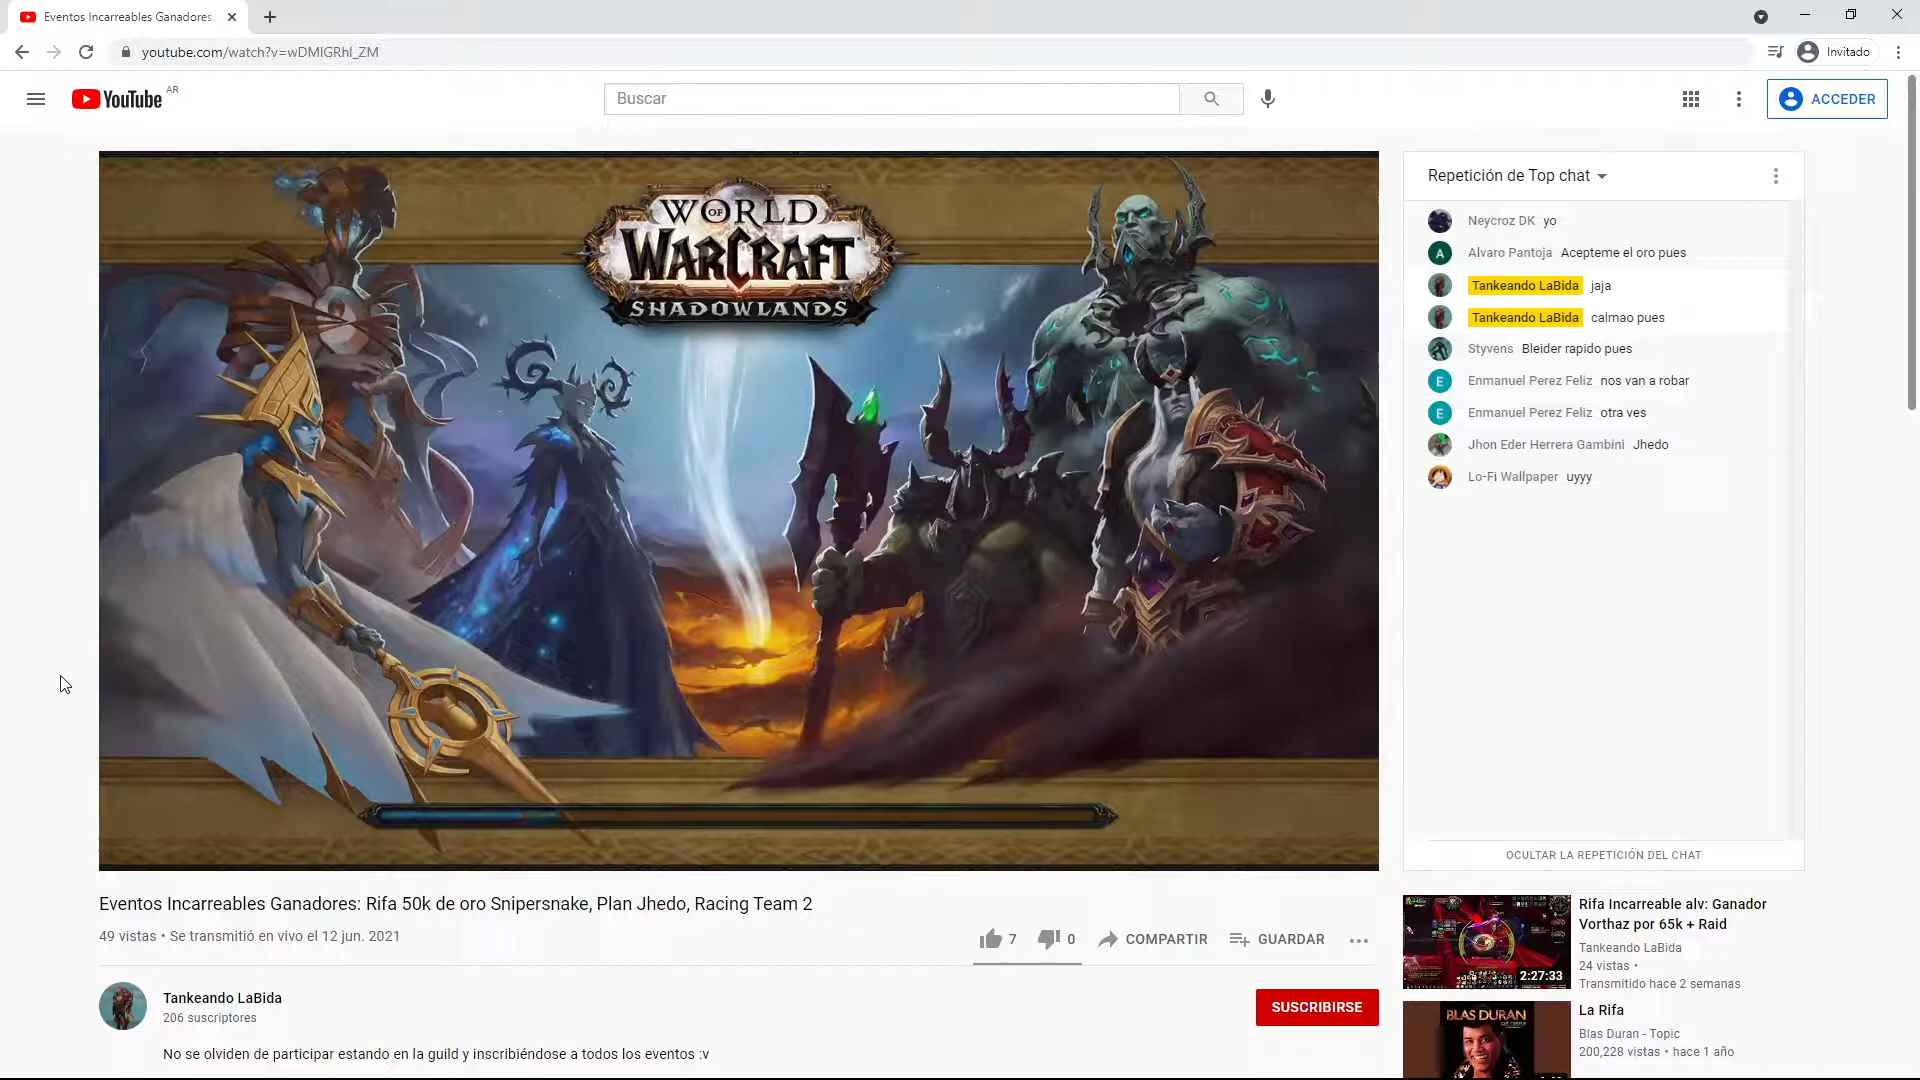 Eventos Incarreables Ganadores:
youtube.com/watch?v=wDMlGRhl_ZM
Invitado
YouTube AR
Buscar
ACCEDER
WORLD OF
WARCRAFT
SHADOWLANDS
Repetición de Top chat
Neycroz DK yo
A Alvaro Pantoja Acepteme el oro pues
Tankeando LaBida jaja
Tankeando LaBida calmao pues
Styvens Bleider rapido pues
E Enmanuel Perez Feliz nos van a robar
E Enmanuel Perez Feliz otra ves
Jhon Eder Herrera Gambini Jhedo
Lo-Fi Wallpaper uyyy
OCULTAR LA REPETICIÓN DEL CHAT
Eventos Incarreables Ganadores: Rifa 50k de oro Snipersnake, Plan Jhedo, Racing Team 2
49 vistas • Se transmitió en vivo el 12 jun. 2021
7
0
COMPARTIR
GUARDAR
Tankeando LaBida
206 suscriptores
SUSCRIBIRSE
No se olviden de participar estando en la guild y inscribiéndose a todos los eventos :v
2:27:33
Rifa Incarreable alv: Ganador
Vorthaz por 65k + Raid
Tankeando LaBida
24 vistas •
Transmitido hace 2 semanas
BLAS DURAN
La Rifa
Blas Duran - Topic
200,228 vistas • hace 1 año